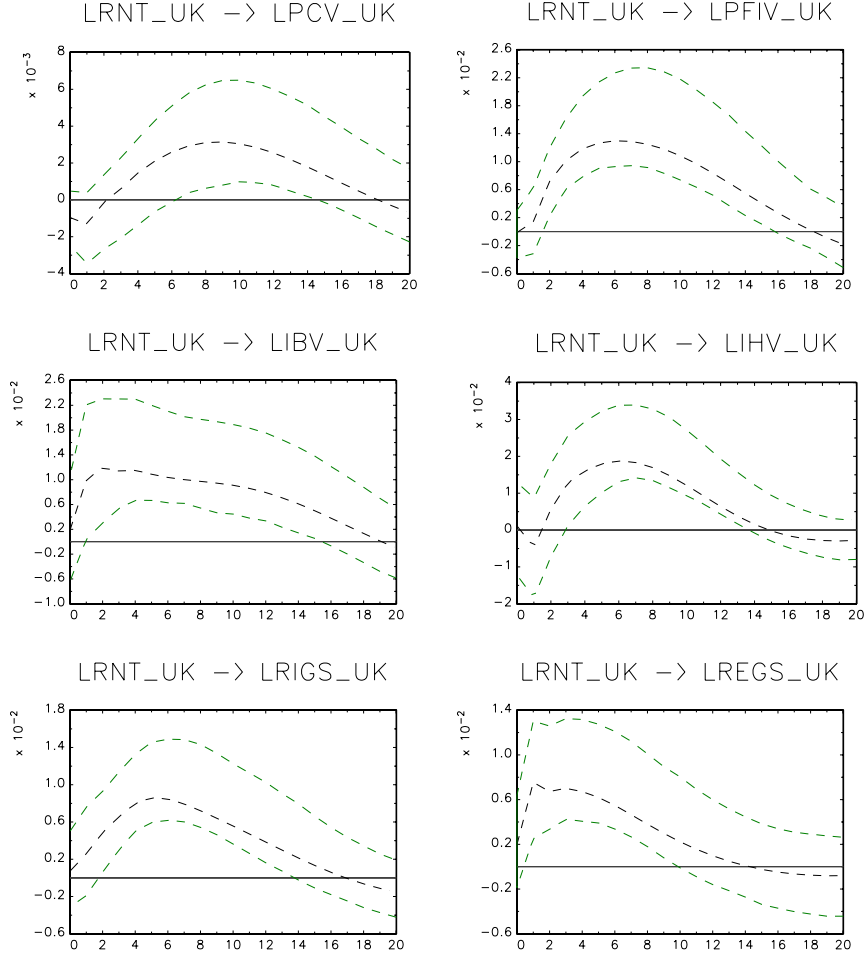 LRNT_UK -> LPCV_UK
x 10-3
8
6
4
2
0
-2
-4
0 2 4 6 8 10 12 14 16 18 20
LRNT_UK -> LPFIV_UK
x 10-2
2.6
2.2
1.8
1.4
1.0
0.6
0.2
-0.2
-0.6
0 2 4 6 8 10 12 14 16 18 20
LRNT_UK -> LIBV_UK
x 10-2
2.6
2.2
1.8
1.4
1.0
0.6
0.2
-0.2
-0.6
-1.0
0 2 4 6 8 10 12 14 16 18 20
LRNT_UK -> LIHV_UK
x 10-2
4
3
2
1
0
-1
-2
0 2 4 6 8 10 12 14 16 18 20
LRNT_UK -> LRIGS_UK
x 10-2
1.8
1.4
1.0
0.6
0.2
-0.2
-0.6
0 2 4 6 8 10 12 14 16 18 20
LRNT_UK -> LREGS_UK
x 10-2
1.4
1.0
0.6
0.2
-0.2
-0.6
0 2 4 6 8 10 12 14 16 18 20